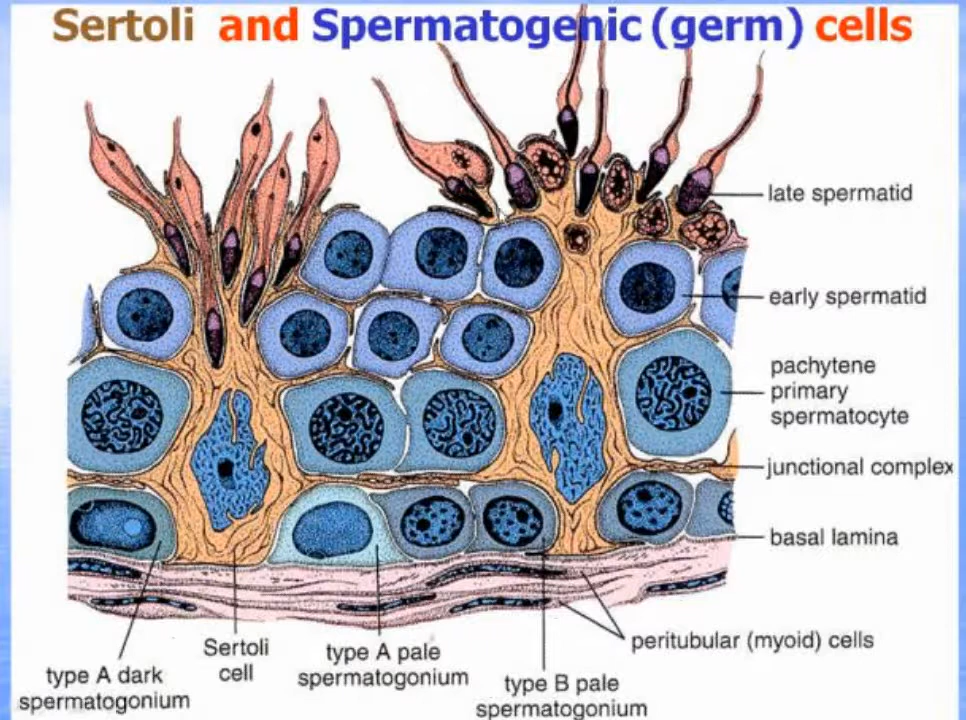 Sertoli and Spermatogenic (germ) cells
late spermatid
early spermatid
pachytene
primary
spermatocyte
junctional complex
basal lamina
peritubular (myoid) cells
Sertoli
cell
type A pale
spermatogonium
type A dark
spermatogonium
type B pale
spermatogonium